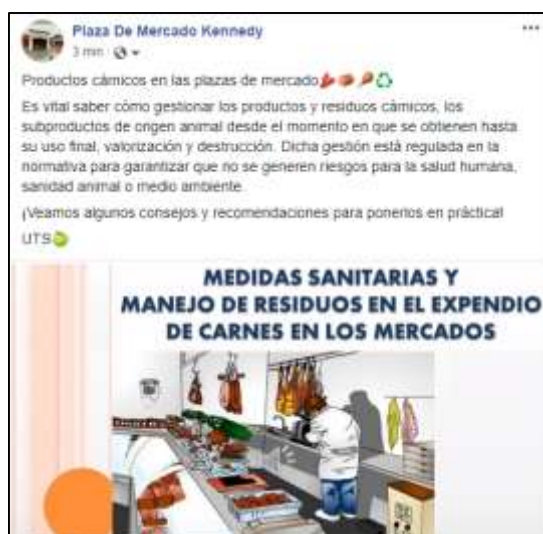 Plaza De Mercado Kennedy
3 min
Productos cárnicos en las plazas de mercado
Es vital saber cómo gestionar los productos y residuos cárnicos, los
subproductos de origen animal desde el momento en que se obtienen hasta
su uso final, valorización y destrucción. Dicha gestión está regulada en la
normativa para garantizar que no se generen riesgos para la salud humana,
sanidad animal o medio ambiente.
¡Veamos algunos consejos y recomendaciones para ponerlos en práctica!
UTS
MEDIDAS SANITARIAS Y
MANEJO DE RESIDUOS EN EL EXPENDIO
DE CARNES EN LOS MERCADOS